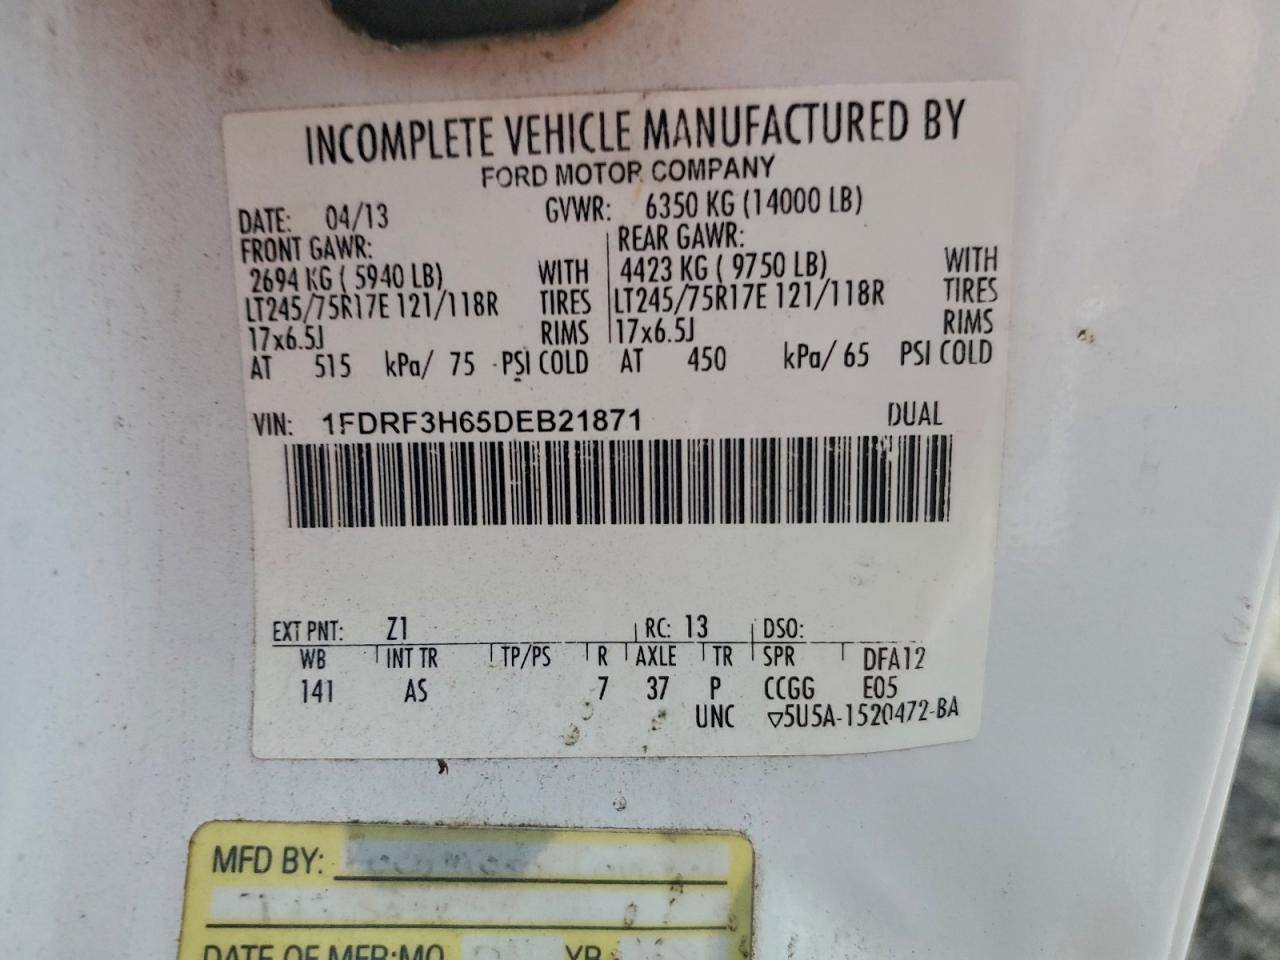 INCOMPLETE VEHICLE MANUFACTURED BY
FORD MOTOR COMPANY
DATE: 04/13 GVWR: 6350 KG (14000 LB)
FRONT GAWR: REAR GAWR:
2694 KG ( 5940 LB) WITH 4423 KG ( 9750 LB) WITH
LT245/75R17E 121/118R TIRES LT245/75R17E 121/118R TIRES
17x6.5J RIMS 17x6.5J RIMS
AT 515 kPa/ 75 PSI COLD AT 450 kPa/ 65 PSI COLD
VIN: 1FDRF3H65DEB21871 DUAL
EXT PNT: Z1 RC: 13 DSO:
WB INT TR TP/PS R AXLE TR SPR DFA12
141 AS 7 37 P CCGG E05
UNC ▽5U5A-1520472-BA
MFD BY:
DATE OF MFR:MO YR